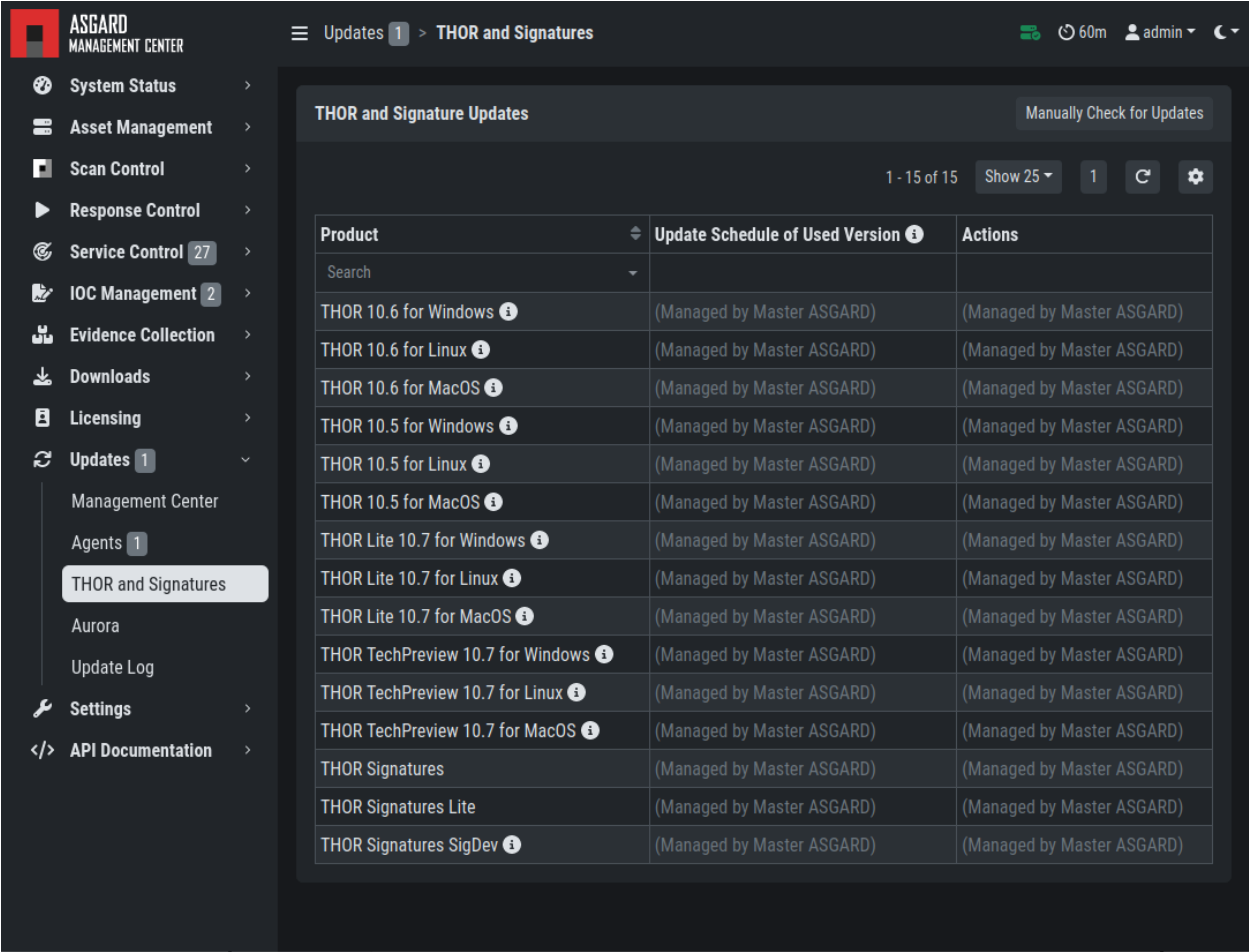 ASGARD
MANAGEMENT CENTER
Updates 1 > THOR and Signatures
60m
admin
System Status
Asset Management
Scan Control
Response Control
Service Control 27
IOC Management 2
Evidence Collection
Downloads
Licensing
Updates 1
Management Center
Agents 1
THOR and Signatures
Aurora
Update Log
Settings
API Documentation
THOR and Signature Updates
Manually Check for Updates
1 - 15 of 15
Show 25
1
Product Update Schedule of Used Version Actions
Search
THOR 10.6 for Windows (Managed by Master ASGARD) (Managed by Master ASGARD)
THOR 10.6 for Linux (Managed by Master ASGARD) (Managed by Master ASGARD)
THOR 10.6 for MacOS (Managed by Master ASGARD) (Managed by Master ASGARD)
THOR 10.5 for Windows (Managed by Master ASGARD) (Managed by Master ASGARD)
THOR 10.5 for Linux (Managed by Master ASGARD) (Managed by Master ASGARD)
THOR 10.5 for MacOS (Managed by Master ASGARD) (Managed by Master ASGARD)
THOR Lite 10.7 for Windows (Managed by Master ASGARD) (Managed by Master ASGARD)
THOR Lite 10.7 for Linux (Managed by Master ASGARD) (Managed by Master ASGARD)
THOR Lite 10.7 for MacOS (Managed by Master ASGARD) (Managed by Master ASGARD)
THOR TechPreview 10.7 for Windows (Managed by Master ASGARD) (Managed by Master ASGARD)
THOR TechPreview 10.7 for Linux (Managed by Master ASGARD) (Managed by Master ASGARD)
THOR TechPreview 10.7 for MacOS (Managed by Master ASGARD) (Managed by Master ASGARD)
THOR Signatures (Managed by Master ASGARD) (Managed by Master ASGARD)
THOR Signatures Lite (Managed by Master ASGARD) (Managed by Master ASGARD)
THOR Signatures SigDev (Managed by Master ASGARD) (Managed by Master ASGARD)